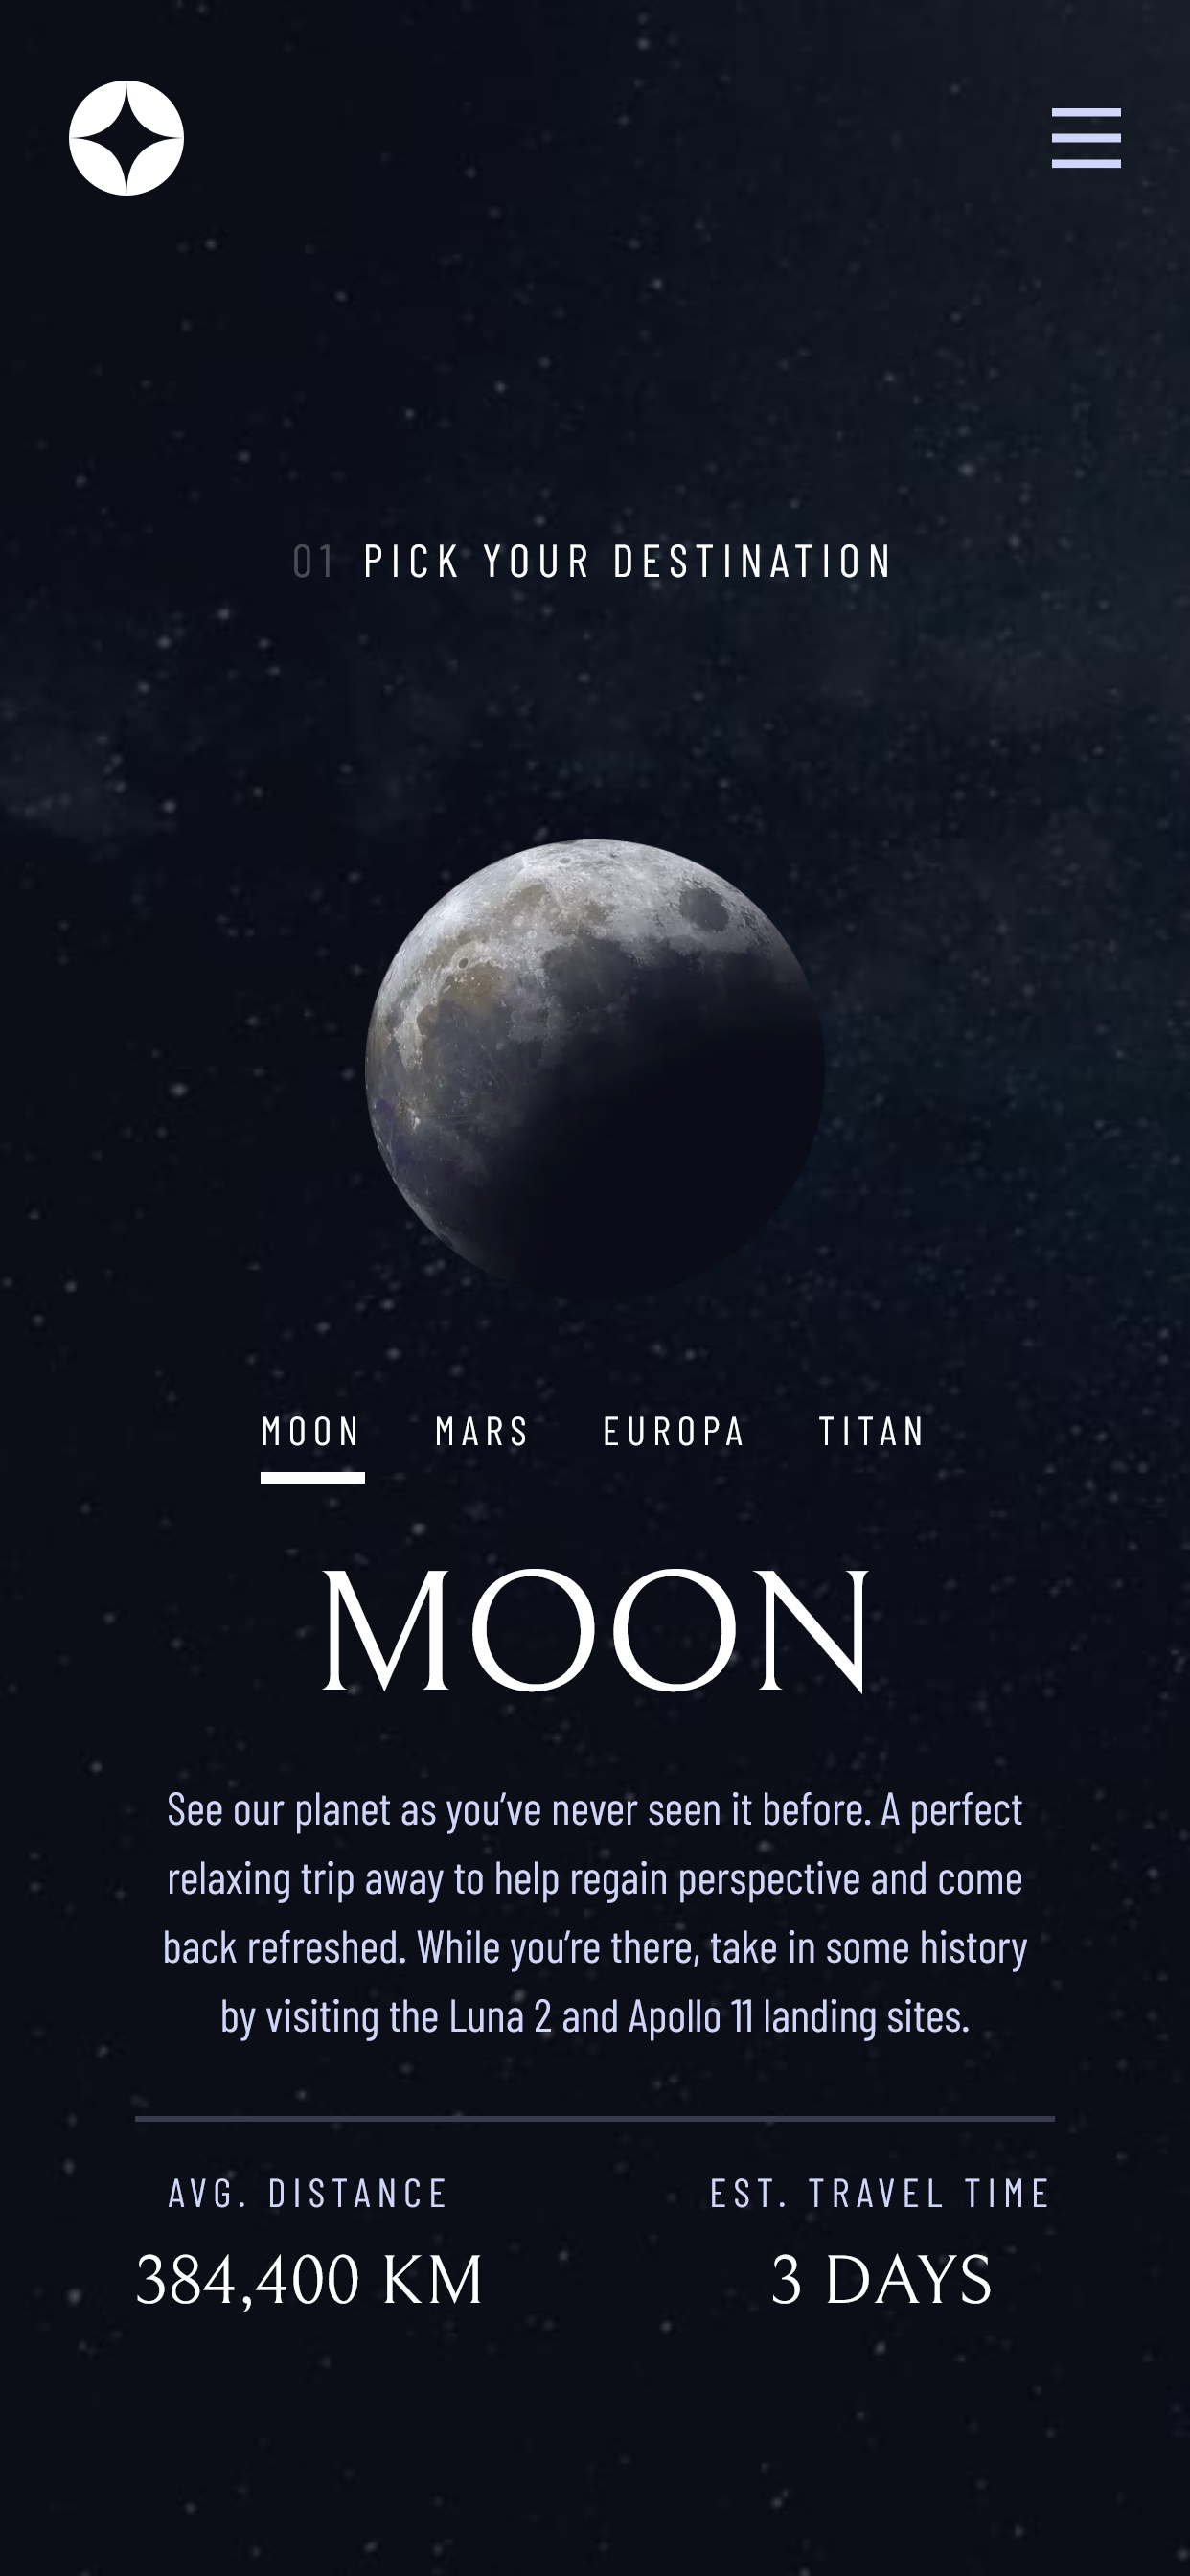 01 PICK YOUR DESTINATION
MOON MARS EUROPA TITAN
MOON
See our planet as you’ve never seen it before. A perfect
relaxing trip away to help regain perspective and come
back refreshed. While you’re there, take in some history
by visiting the Luna 2 and Apollo 11 landing sites.
AVG. DISTANCE
384,400 KM
EST. TRAVEL TIME
3 DAYS